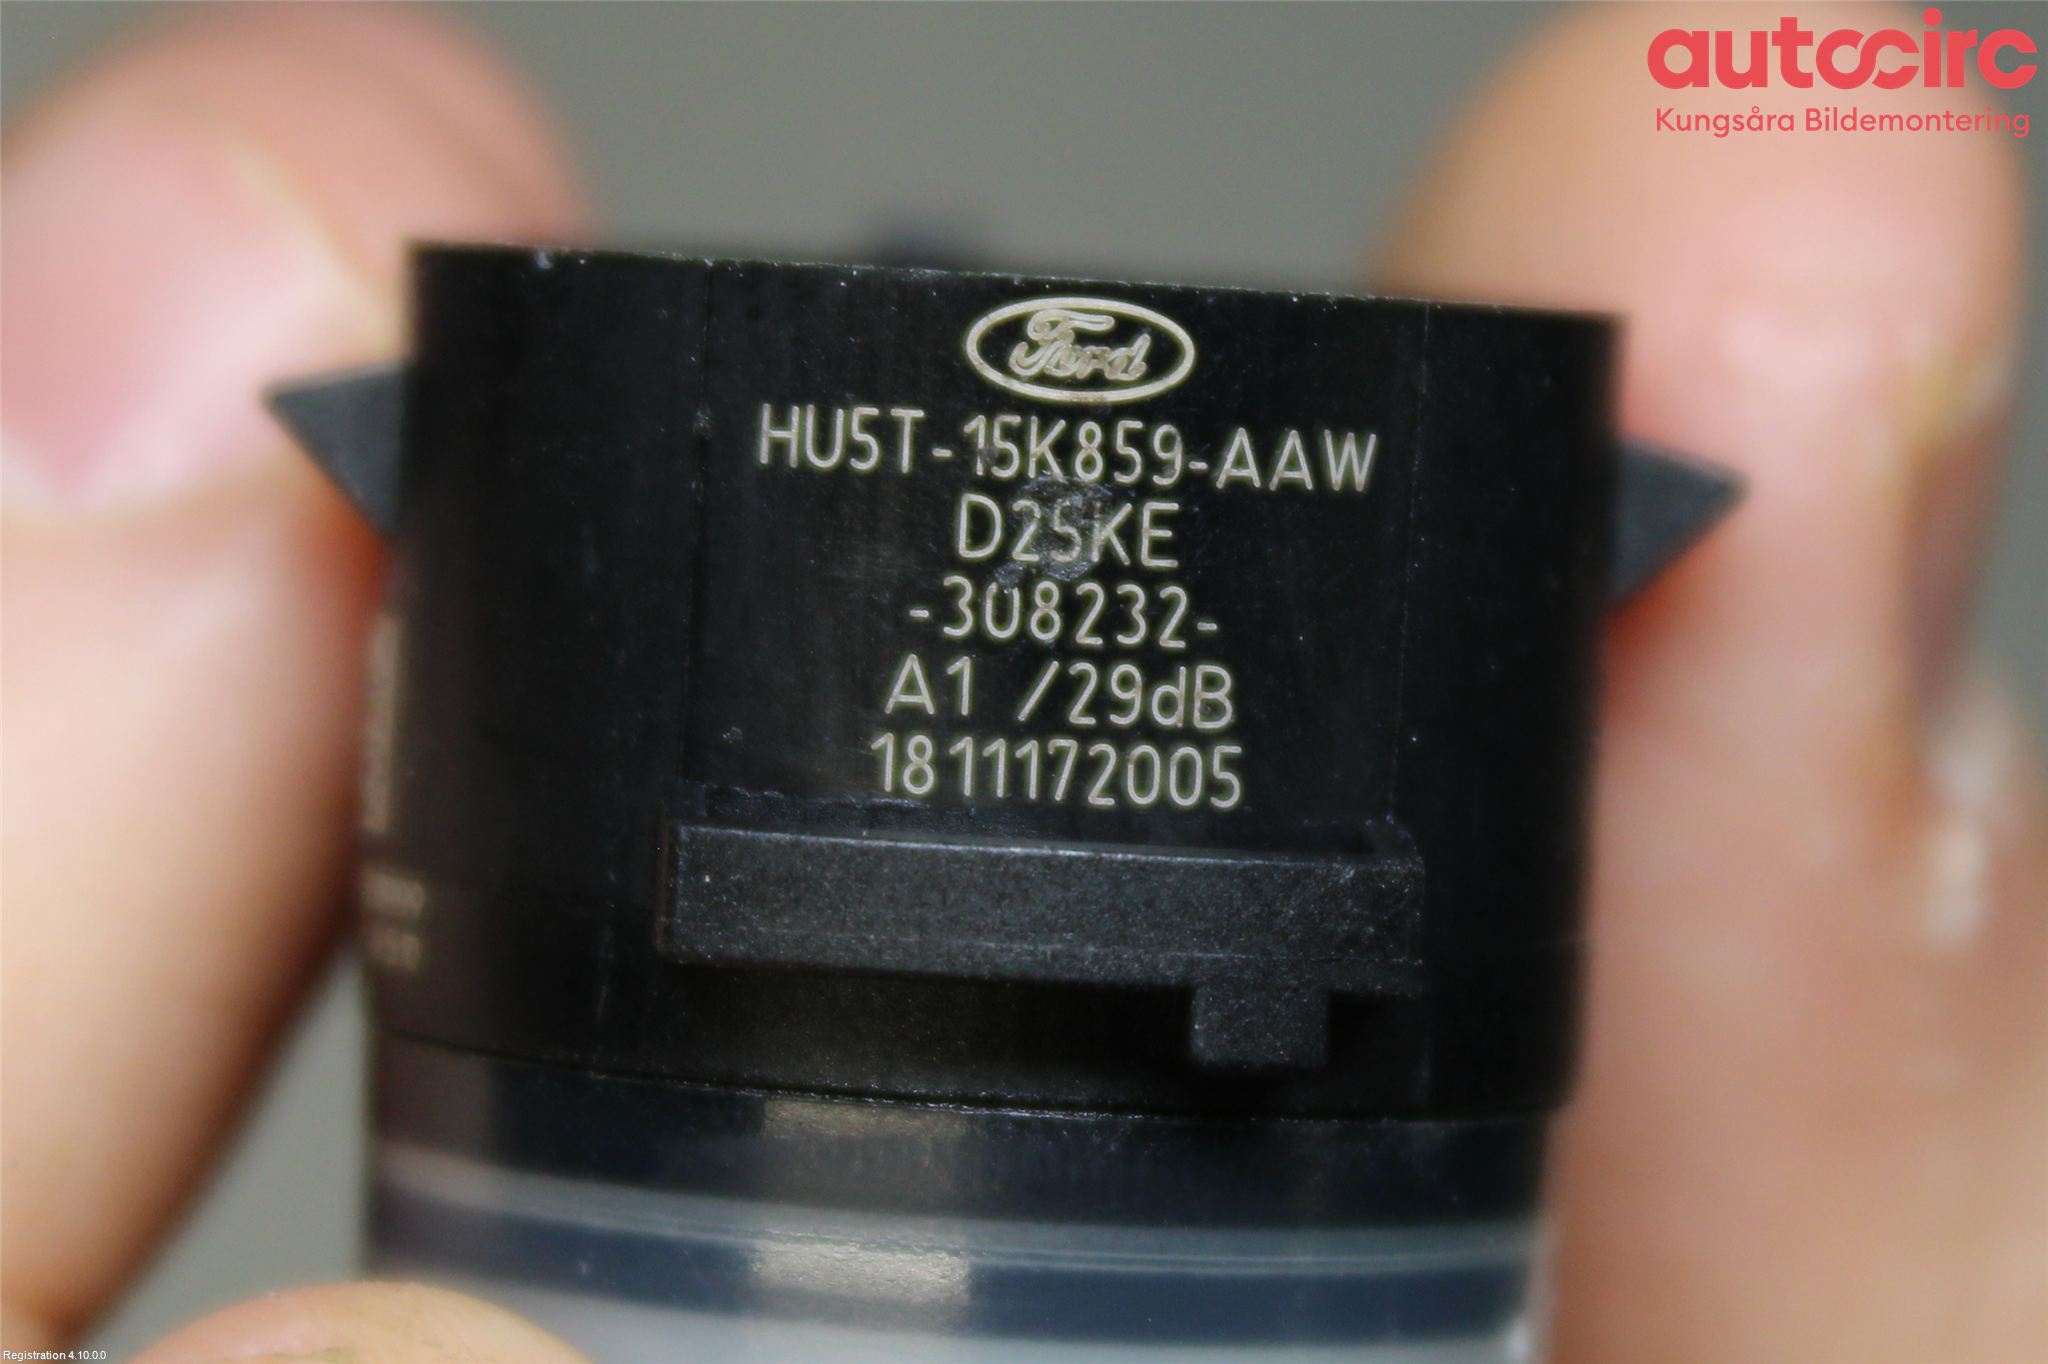 autocirc
Kungsåra Bildemontering
Ford
HU5T-15K859-AAW
D25KE
-308232-
A1 /29dB
1811172005
Registration 4.10.0.0